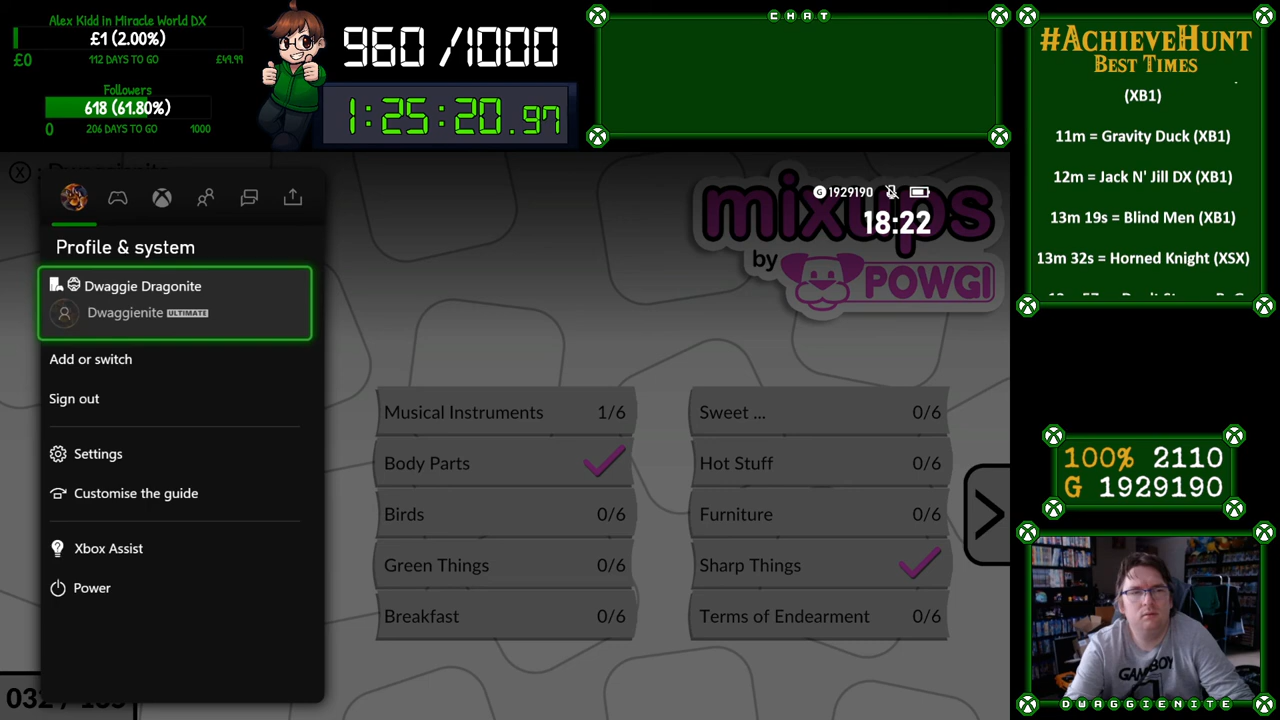 Alex Kidd in Miracle World DX
£1 (2.00%)
£0
112 DAYS TO GO
£49.99
Followers
618 (61.80%)
0
206 DAYS TO GO
1000
960 /1000
1:25:20.97
CHAT
#ACHIEVEHUNT
BEST TIMES
(XB1)
11m = Gravity Duck (XB1)
12m = Jack N' Jill DX (XB1)
13m 19s = Blind Men (XB1)
13m 32s = Horned Knight (XSX)
Profile & system
Dwaggie Dragonite
Dwaggienite ULTIMATE
Add or switch
Sign out
Settings
Customise the guide
Xbox Assist
Power
G 1929190
18:22
mixups
by POWGI
Musical Instruments 1/6
Body Parts
Birds 0/6
Green Things 0/6
Breakfast 0/6
Sweet ... 0/6
Hot Stuff 0/6
Furniture 0/6
Sharp Things
Terms of Endearment 0/6
100% 2110
G 1929190
GAMEBOY
DWAGGIENITE